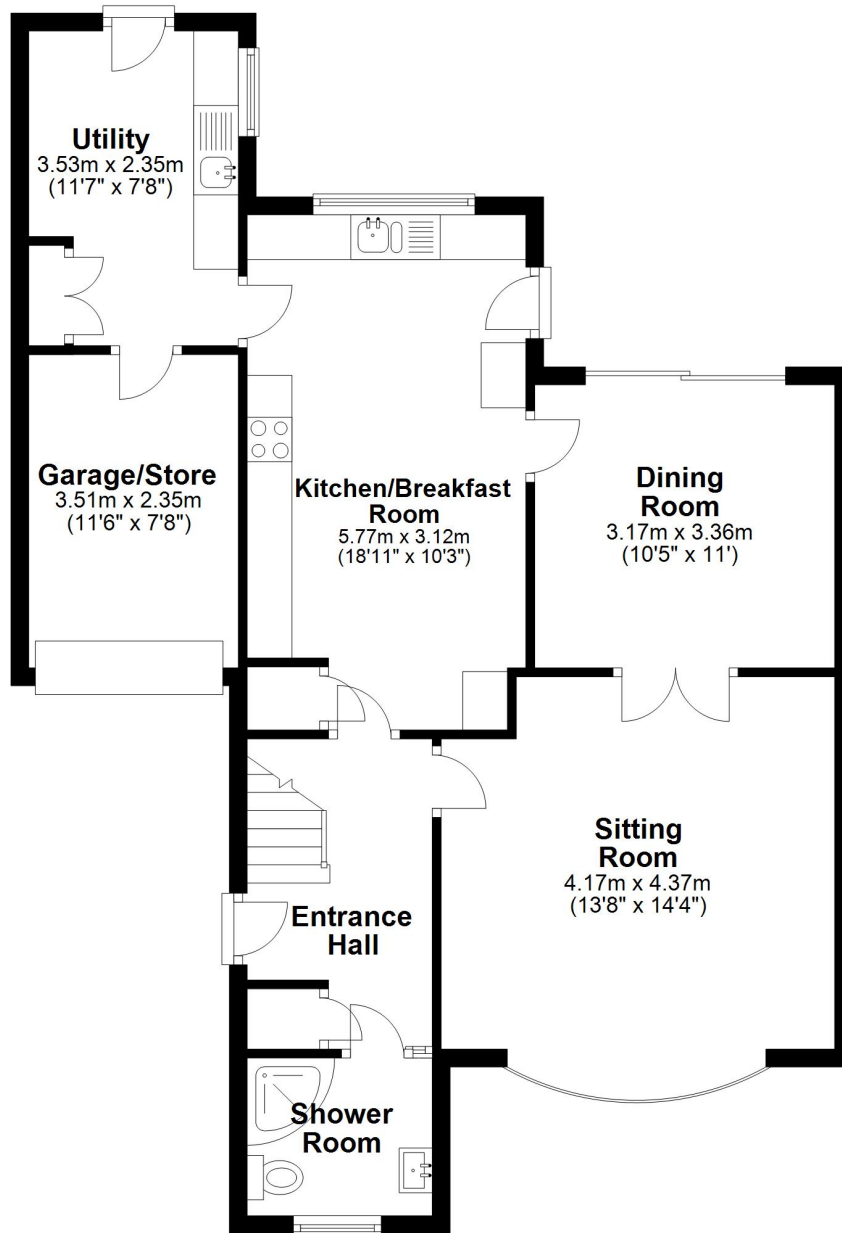 Utility
3.53m x 2.35m
(11'7" x 7'8")
Garage/Store
3.51m x 2.35m
(11'6" x 7'8")
Kitchen/Breakfast
Room
5.77m x 3.12m
(18'11" x 10'3")
Dining
Room
3.17m x 3.36m
(10'5" x 11')
Sitting
Room
4.17m x 4.37m
(13'8" x 14'4")
Entrance
Hall
Shower
Room